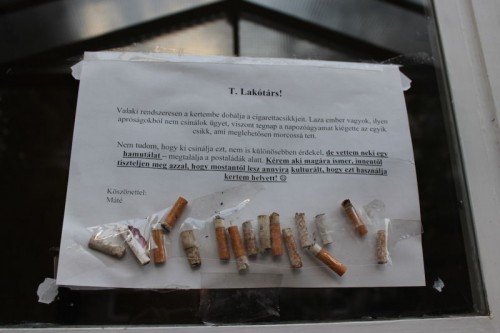 T. Lakótárs!
Valaki rendszeresen a kertembe dobálja a cigarettacsikkjeit. Laza ember vagyok, ilyen
apróságokból nem csinálok ügyet, viszont tegnap a napozóágyamat kiégette az egyik
csikk, ami meglehetősen morcossá tett.
Nem tudom, hogy ki csinálja ezt, nem is különösebben érdekel, de vettem neki egy
hamutálat – megtalálja a postaládák alatt. Kérem aki magára ismer, innentől
tiszteljen meg azzal, hogy mostantól lesz annyira kulturált, hogy ezt használja
kertem helyett! ☺
Köszönettel:
Máté